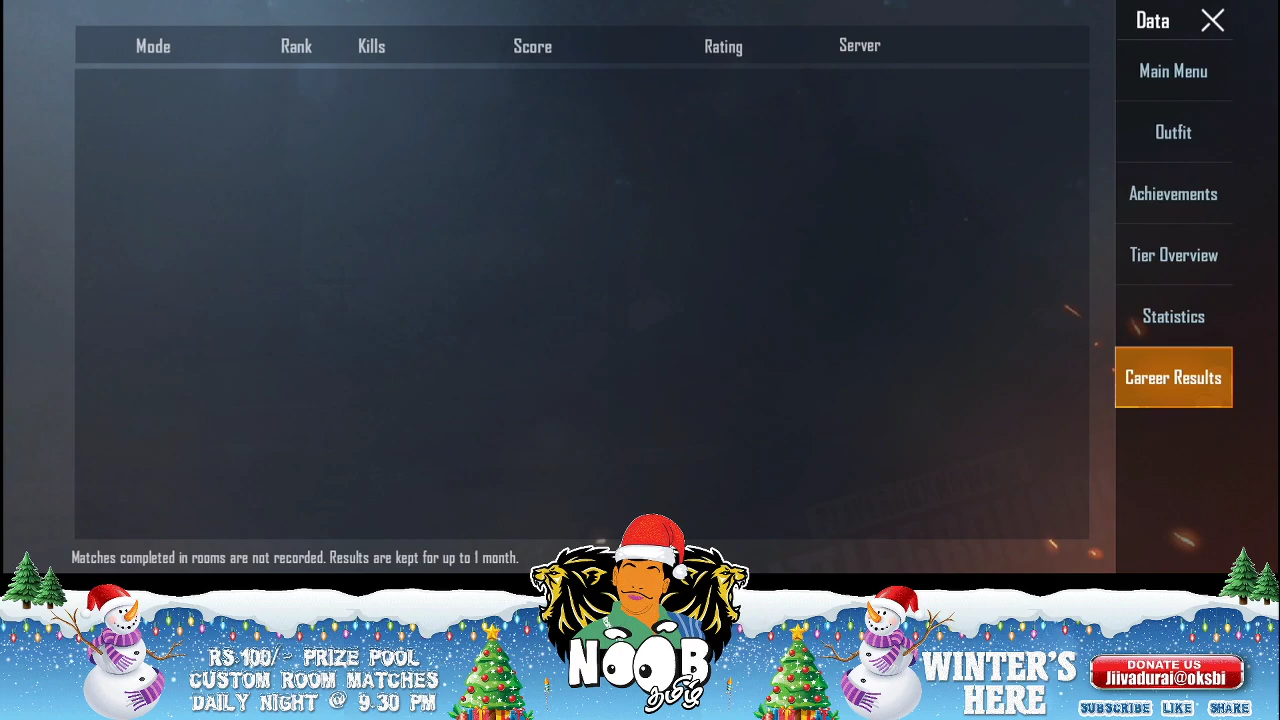 Mode Rank Kills Score Rating Server
Data
Main Menu
Outfit
Achievements
Tier Overview
Statistics
Career Results
Matches completed in rooms are not recorded. Results are kept for up to 1 month.
RS.100/- PRIZE POOL
CUSTOM ROOM MATCHES
DAILY NIGHT @ 9.30 PM
NOOB
தமிழ்
WINTER'S
HERE
DONATE US
Jiivadurai@oksbi
SUBSCRIBE LIKE SHARE